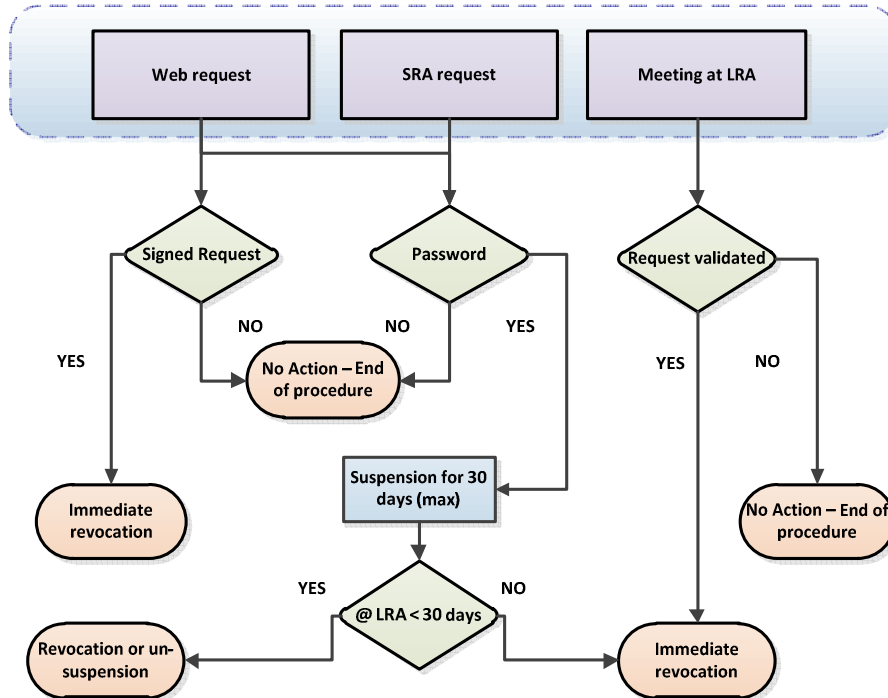 Web request
SRA request
Meeting at LRA
Signed Request
Password
Request validated
NO
NO
YES
YES
YES
NO
No Action – End
of procedure
Suspension for 30
days (max)
Immediate
revocation
No Action – End of
procedure
YES
NO
@ LRA < 30 days
Revocation or un-
suspension
Immediate
revocation